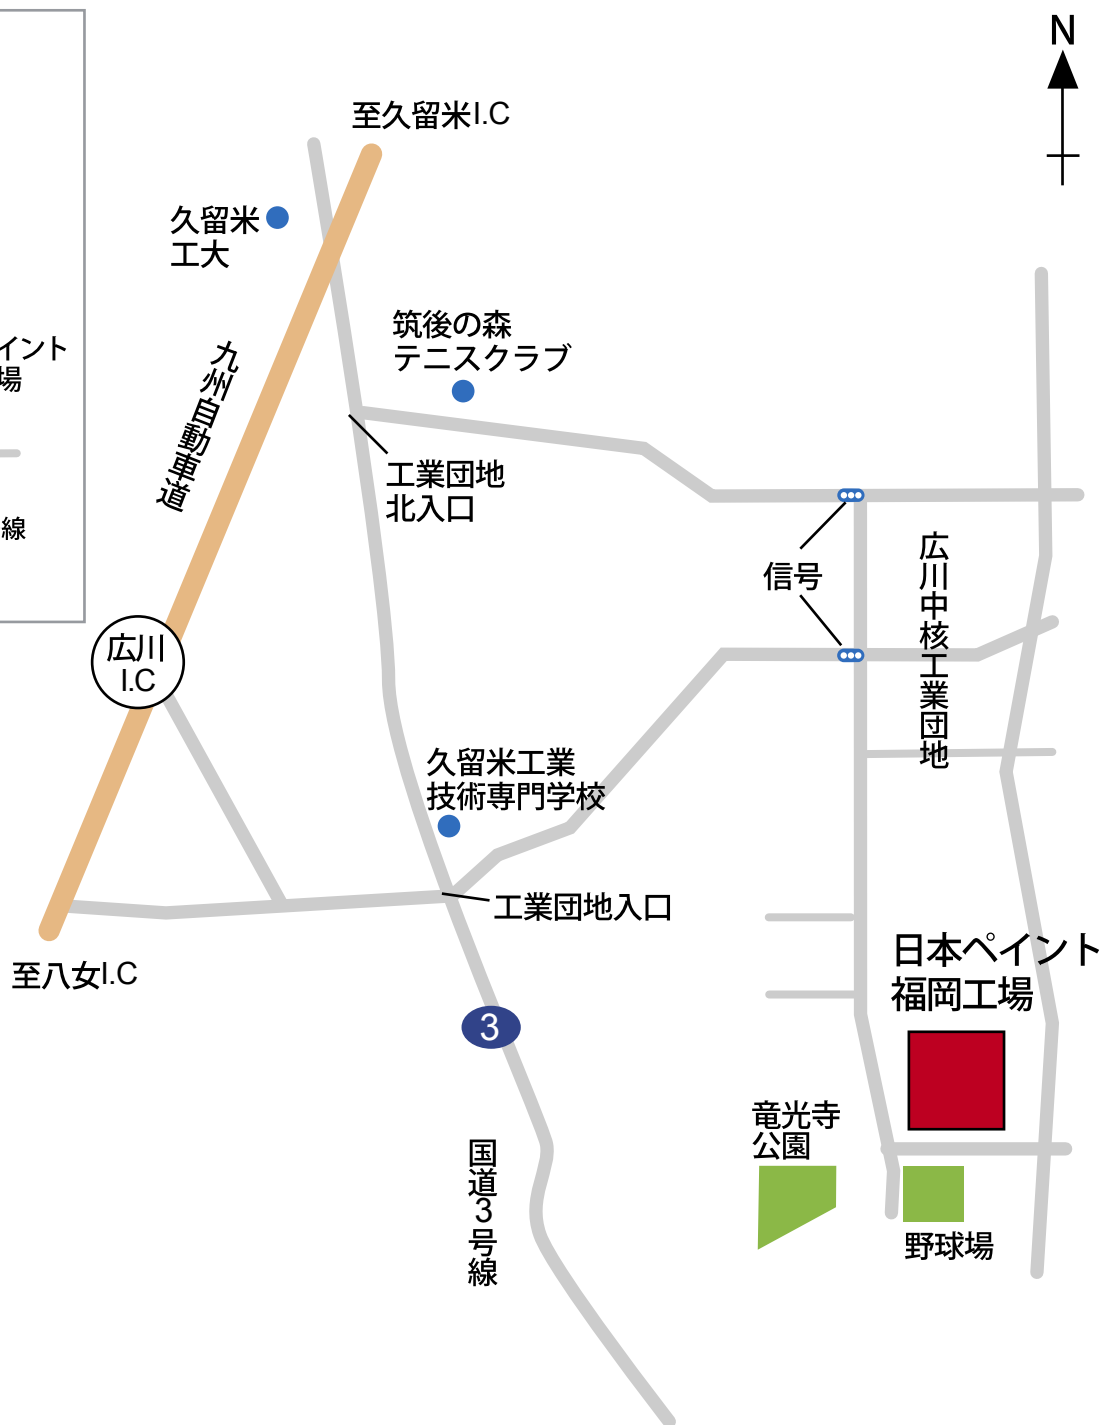 N
至久留米I.C
久留米
工大
筑後の森
テニスクラブ
イント
場
九州自動車道
工業団地
北入口
線
信号
広川中核工業団地
広川
I.C
久留米工業
技術専門学校
工業団地入口
日本ペイント
福岡工場
至八女I.C
3
竜光寺
公園
国道3号線
野球場